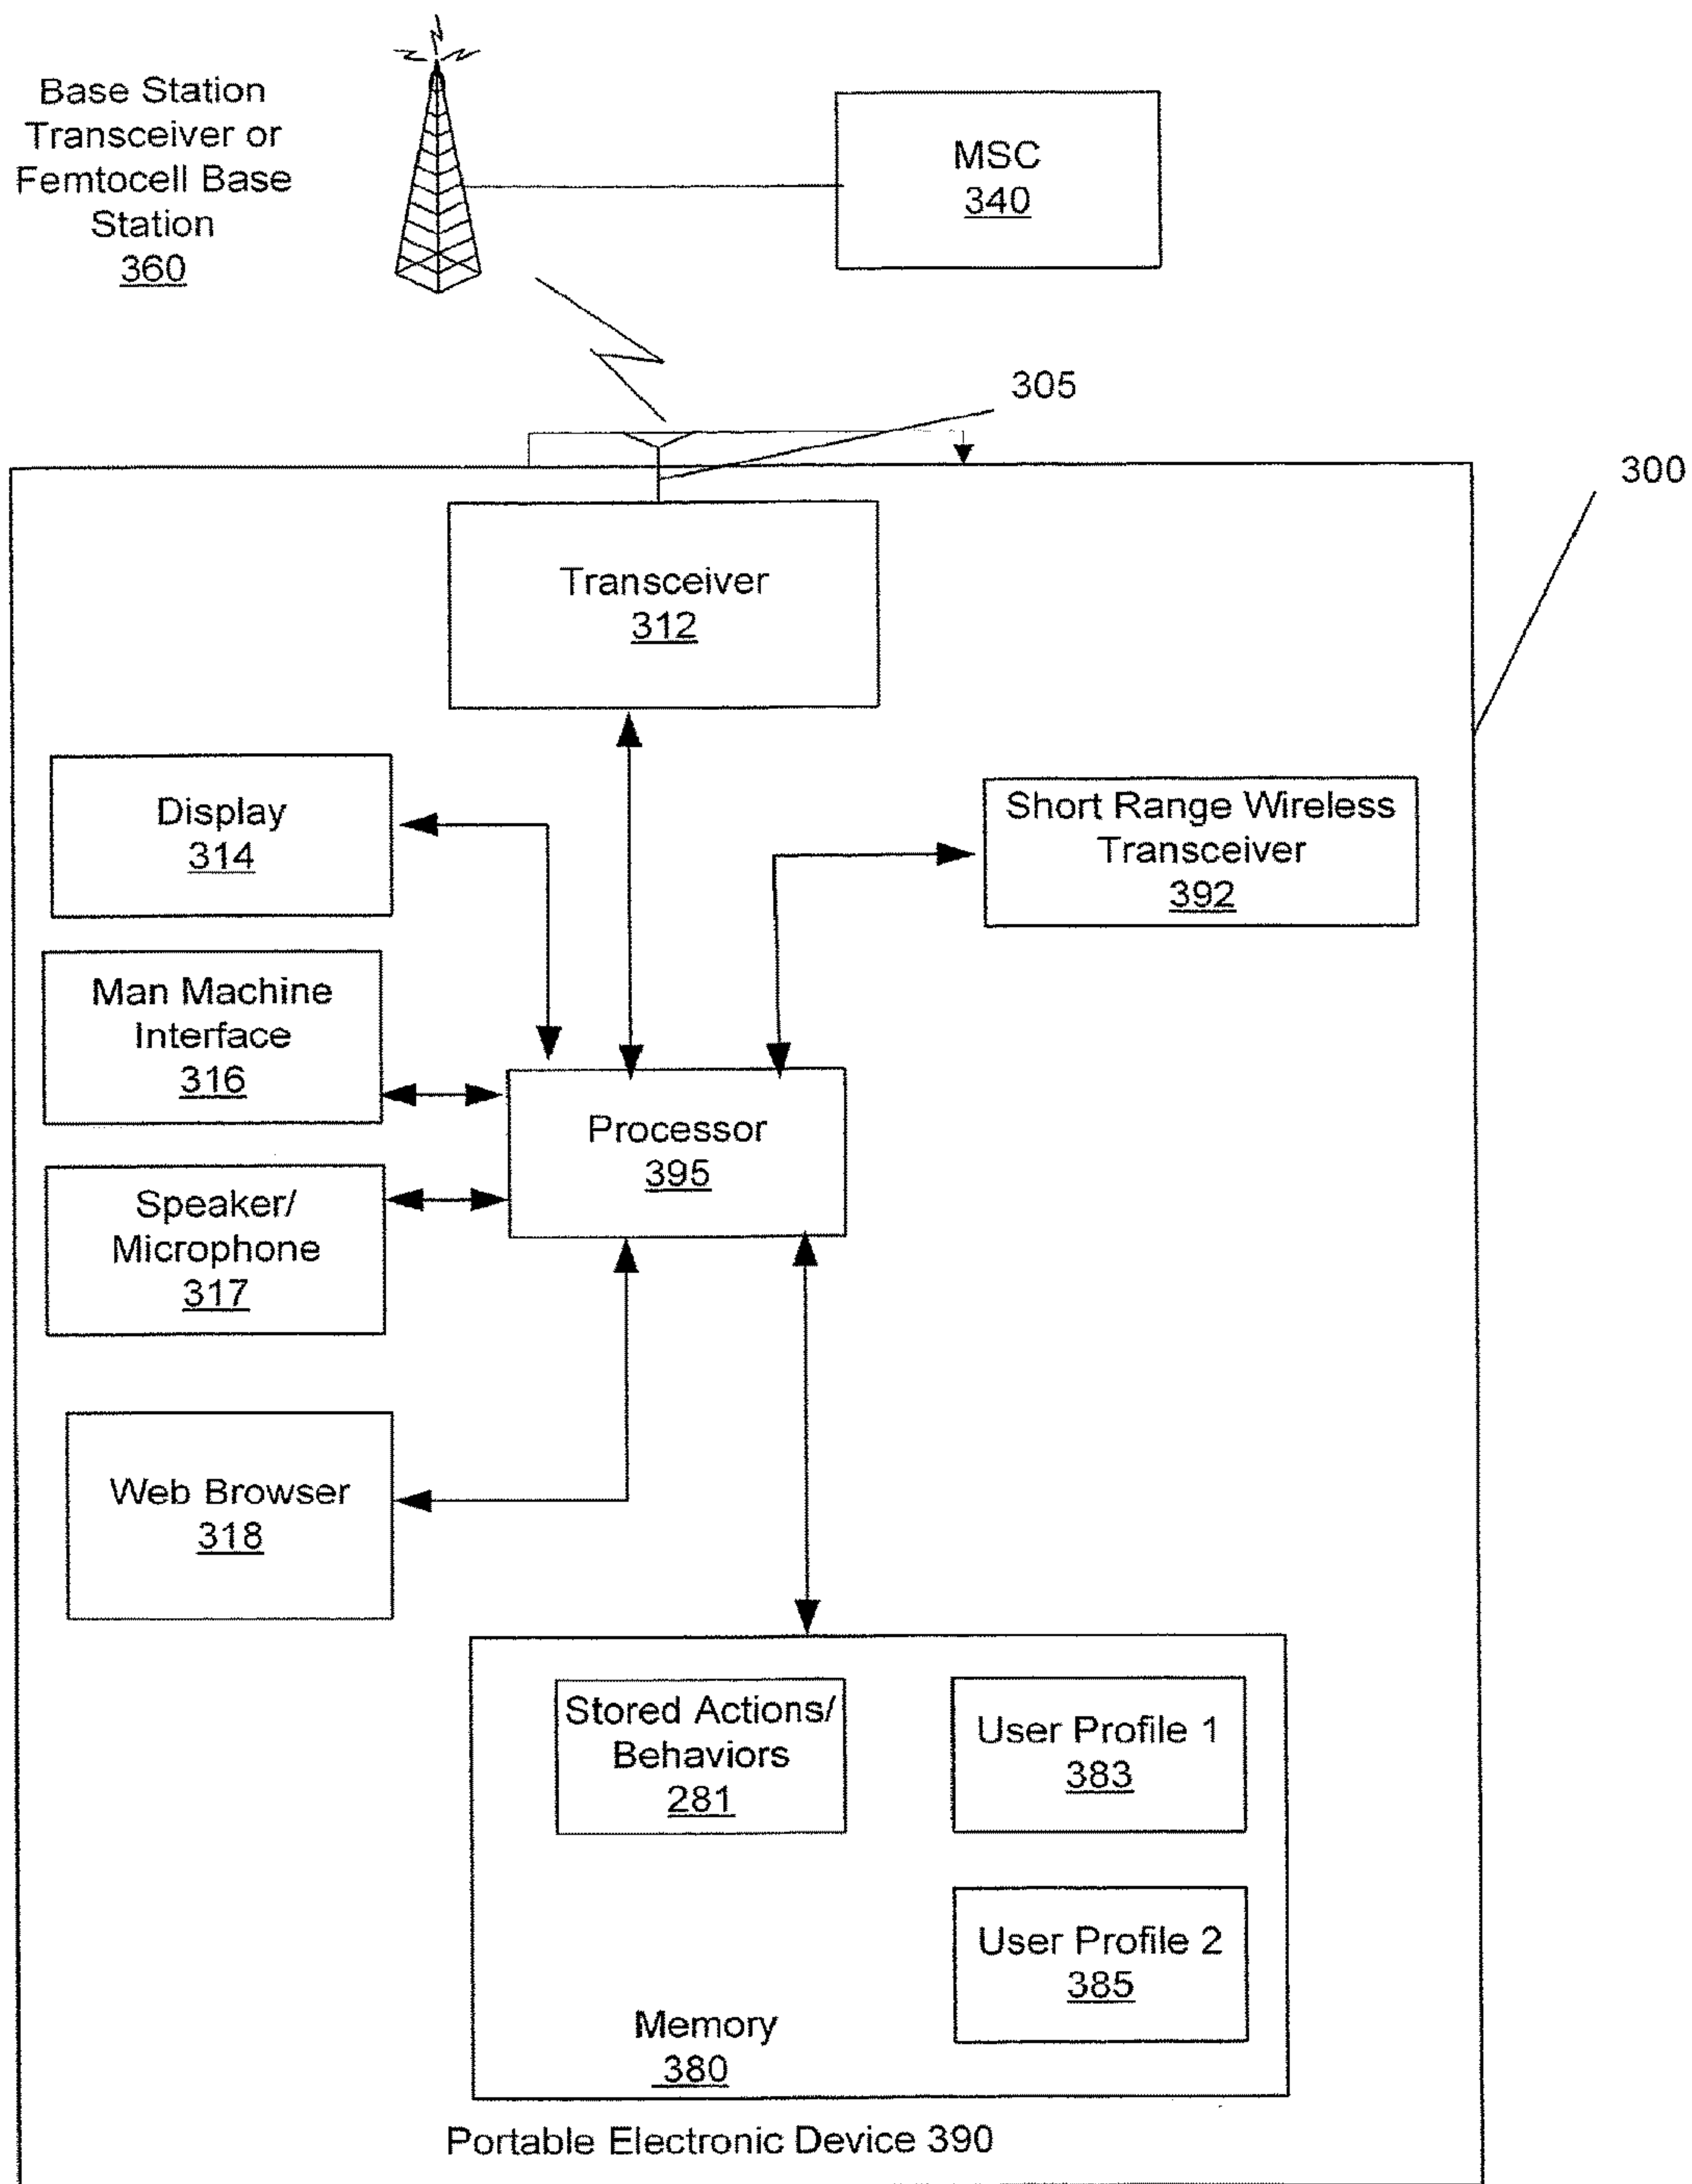 Base Station
Transceiver or
Femtocell Base
Station
360
MSC
340
305
300
Transceiver
312
Display
314
Short Range Wireless
Transceiver
392
Man Machine
Interface
316
Processor
395
Speaker/
Microphone
317
Web Browser
318
Stored Actions/
Behaviors
281
User Profile 1
383
User Profile 2
385
Memory
380
Portable Electronic Device 390